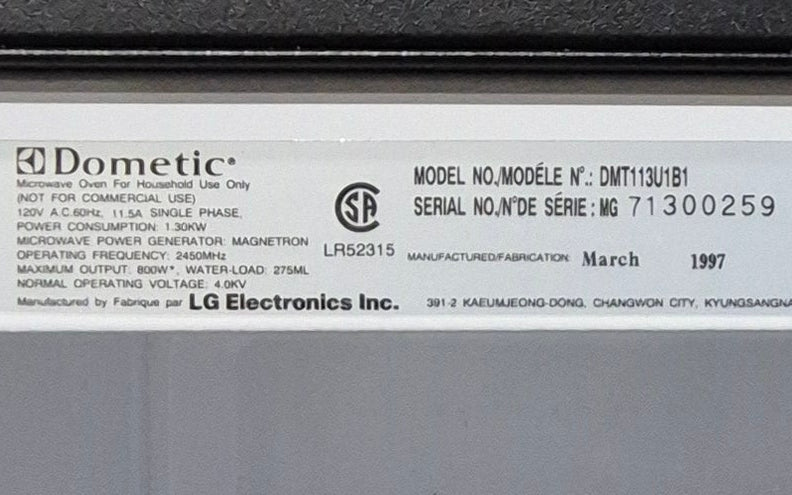 Dometic
Microwave Oven For Household Use Only
(NOT FOR COMMERCIAL USE)
120V A.C.60Hz, 11.5A SINGLE PHASE,
POWER CONSUMPTION: 1.30KW
MICROWAVE POWER GENERATOR: MAGNETRON
OPERATING FREQUENCY: 2450MHz
MAXIMUM OUTPUT: 800W*, WATER-LOAD: 275ML
NORMAL OPERATING VOLTAGE: 4.0KV
Manufactured by Fabrique par LG Electronics Inc.
SA
LR52315
MODEL NO./MODÉLE N°.: DMT113U1B1
SERIAL NO./N°DE SÉRIE: MG 71300259
MANUFACTURED/FABRICATION: March 1997
391-2 KAEUMJEONG-DONG, CHANGWON CITY, KYUNGSANGNA